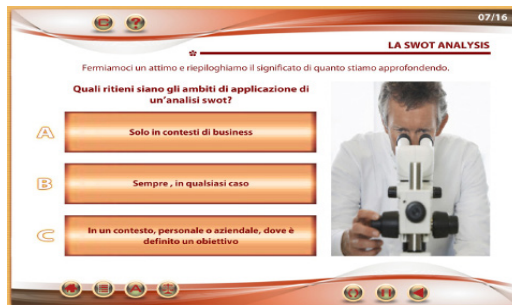 07/16
LA SWOT ANALYSIS
Fermiamoci un attimo e riepiloghiamo il significato di quanto stiamo approfondendo.
Quali ritieni siano gli ambiti di applicazione di
un'analisi swot?
A
Solo in contesti di business
B
Sempre , in qualsiasi caso
C
In un contesto, personale o aziendale, dove è
definito un obiettivo